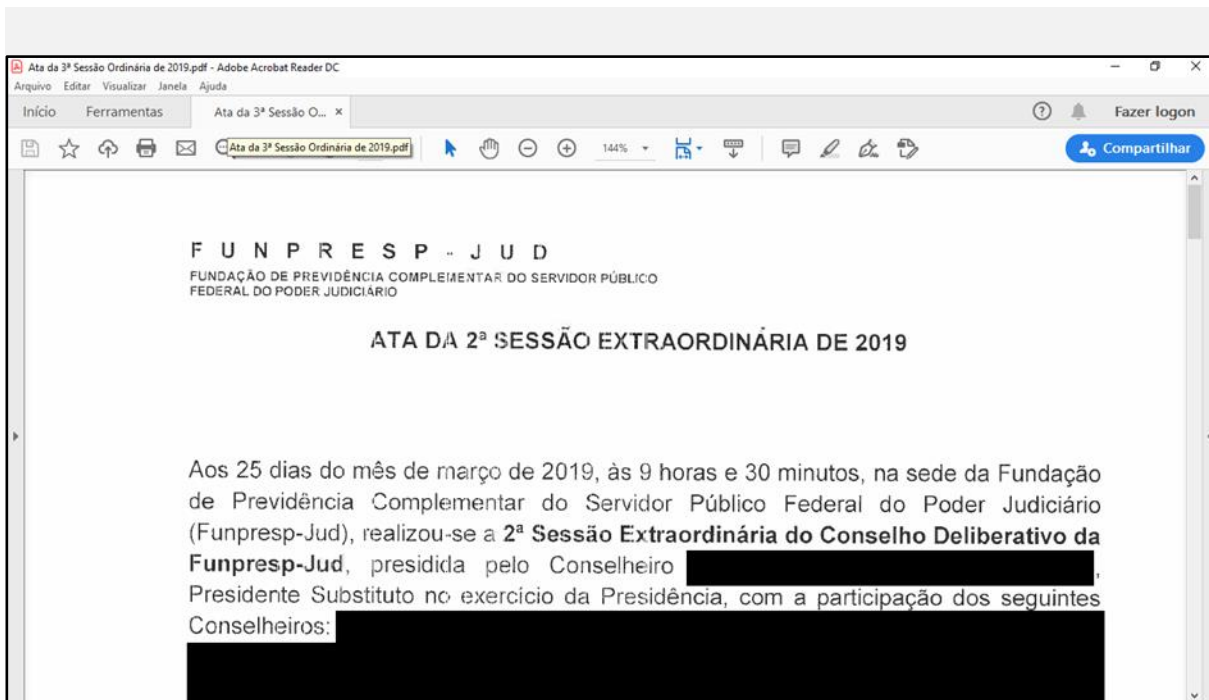 Ata da 3ª Sessão Ordinária de 2019.pdf - Adobe Acrobat Reader DC
Arquivo Editar Visualizar Janela Ajuda
Início Ferramentas Ata da 3ª Sessão O... × Fazer logon
Ata da 3ª Sessão Ordinária de 2019.pdf 144% Compartilhar
FUNPRESP-JUD
FUNDAÇÃO DE PREVIDÊNCIA COMPLEMENTAR DO SERVIDOR PÚBLICO
FEDERAL DO PODER JUDICIÁRIO
ATA DA 2ª SESSÃO EXTRAORDINÁRIA DE 2019
Aos 25 dias do mês de março de 2019, às 9 horas e 30 minutos, na sede da Fundação
de Previdência Complementar do Servidor Público Federal do Poder Judiciário
(Funpresp-Jud), realizou-se a 2ª Sessão Extraordinária do Conselho Deliberativo da
Funpresp-Jud, presidida pelo Conselheiro ,
Presidente Substituto no exercício da Presidência, com a participação dos seguintes
Conselheiros: